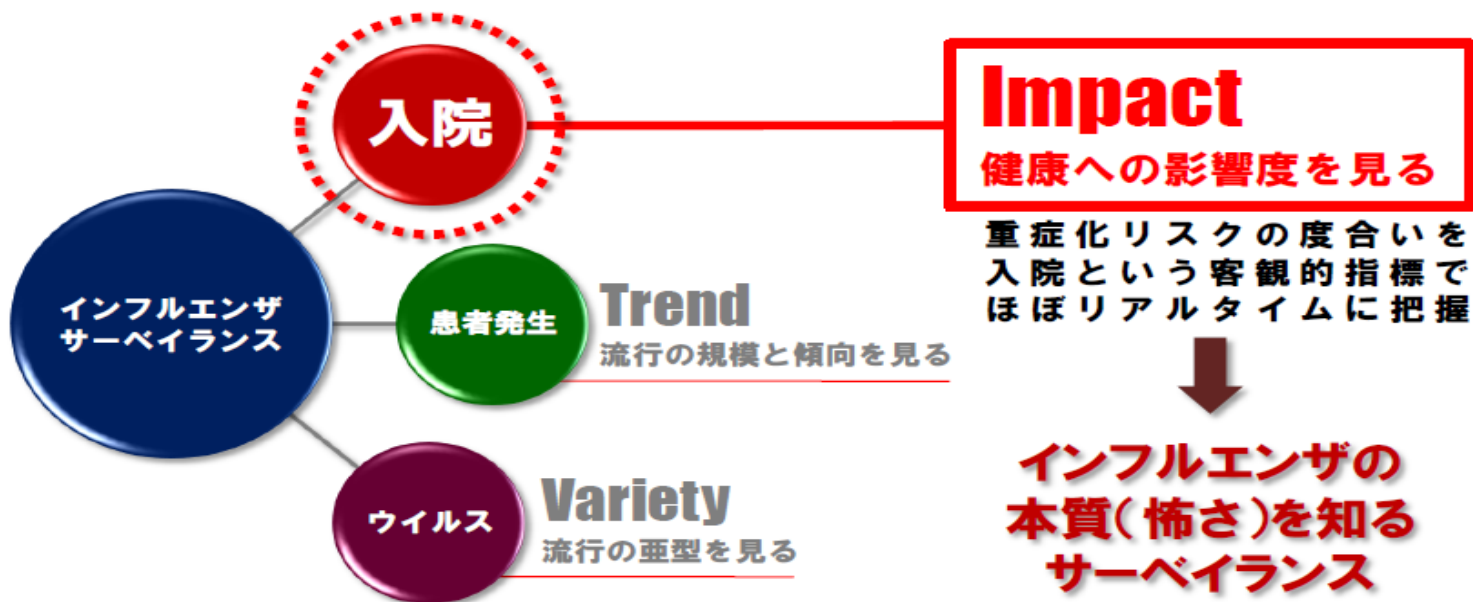 入院
Impact
健康への影響度を見る
重症化リスクの度合いを
入院という客観的指標で
ほぼリアルタイムに把握
インフルエンザ
サーベイランス
患者発生
Trend
流行の規模と傾向を見る
ウイルス
Variety
流行の亜型を見る
インフルエンザの
本質(怖さ)を知る
サーベイランス